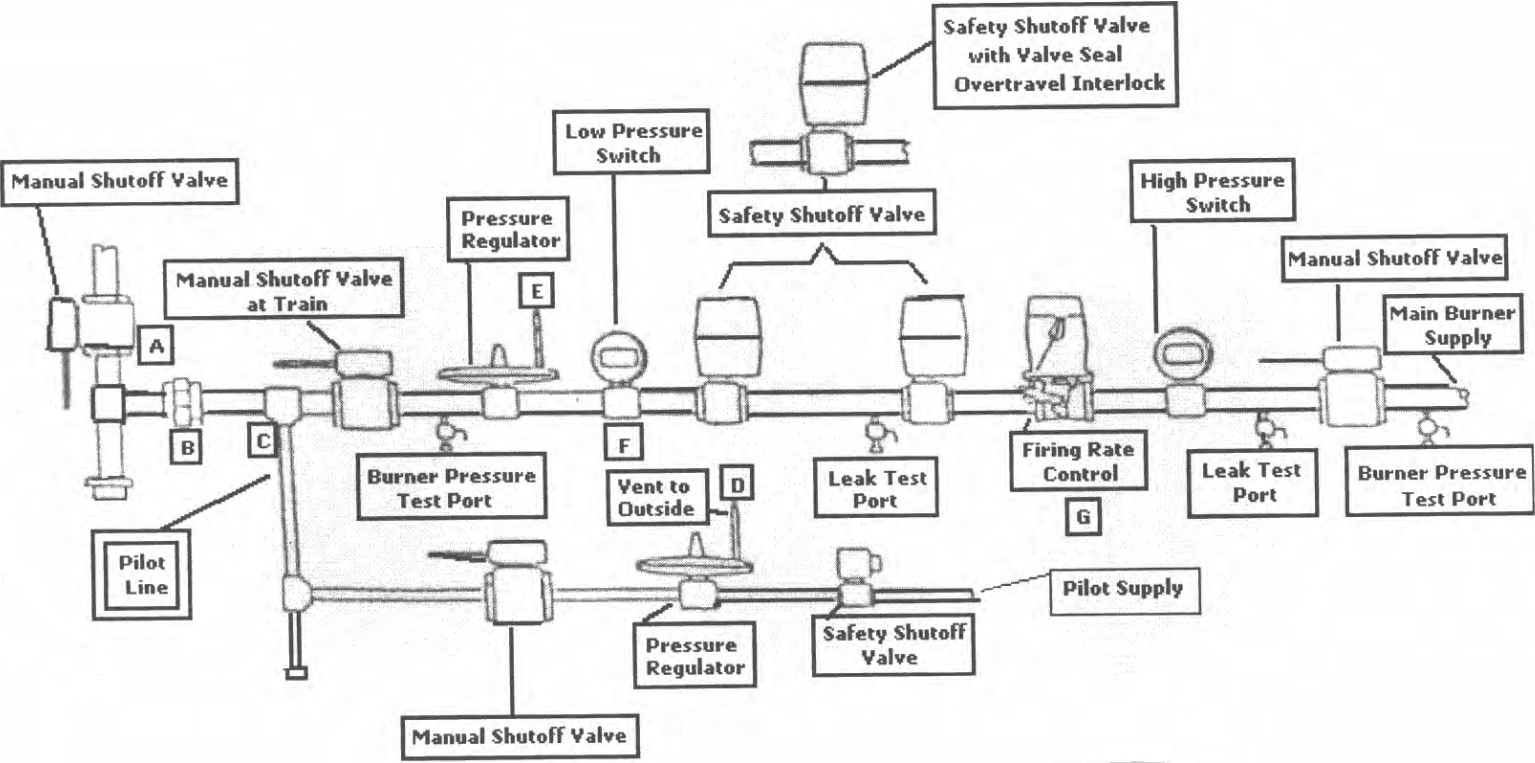 Safety Shutoff Valve
with Valve Seal
Overtravel Interlock
Low Pressure
Switch
Manual Shutoff Valve
High Pressure
Switch
Safety Shutoff Valve
Pressure
Regulator
Manual Shutoff Valve
at Train
E
Manual Shutoff Valve
Main Burner
Supply
A
B
C
F
Burner Pressure
Test Port
Vent to
Outside
D
Leak Test
Port
Firing Rate
Control
G
Leak Test
Port
Burner Pressure
Test Port
Pilot
Line
Pilot Supply
Pressure
Regulator
Safety Shutoff
Valve
Manual Shutoff Valve